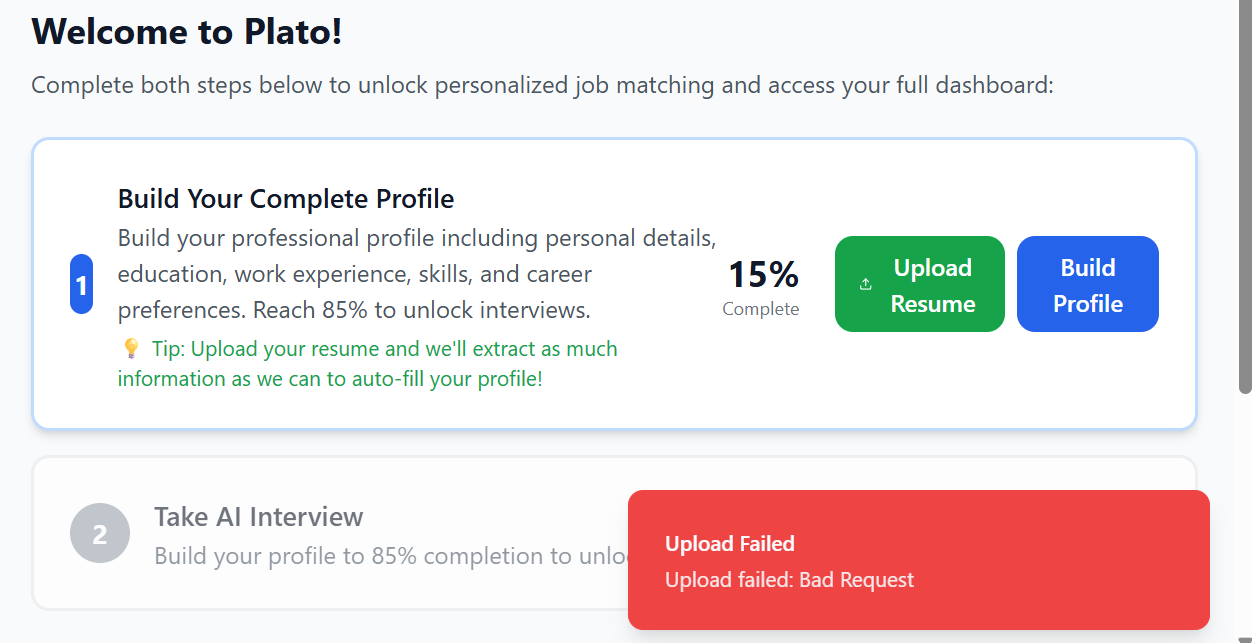 Welcome to Plato!
Complete both steps below to unlock personalized job matching and access your full dashboard:
1
Build Your Complete Profile
Build your professional profile including personal details,
education, work experience, skills, and career
preferences. Reach 85% to unlock interviews.
💡 Tip: Upload your resume and we'll extract as much
information as we can to auto-fill your profile!
15%
Complete
Upload
Resume
Build
Profile
2
Take AI Interview
Build your profile to 85% completion to
Upload Failed
Upload failed: Bad Request